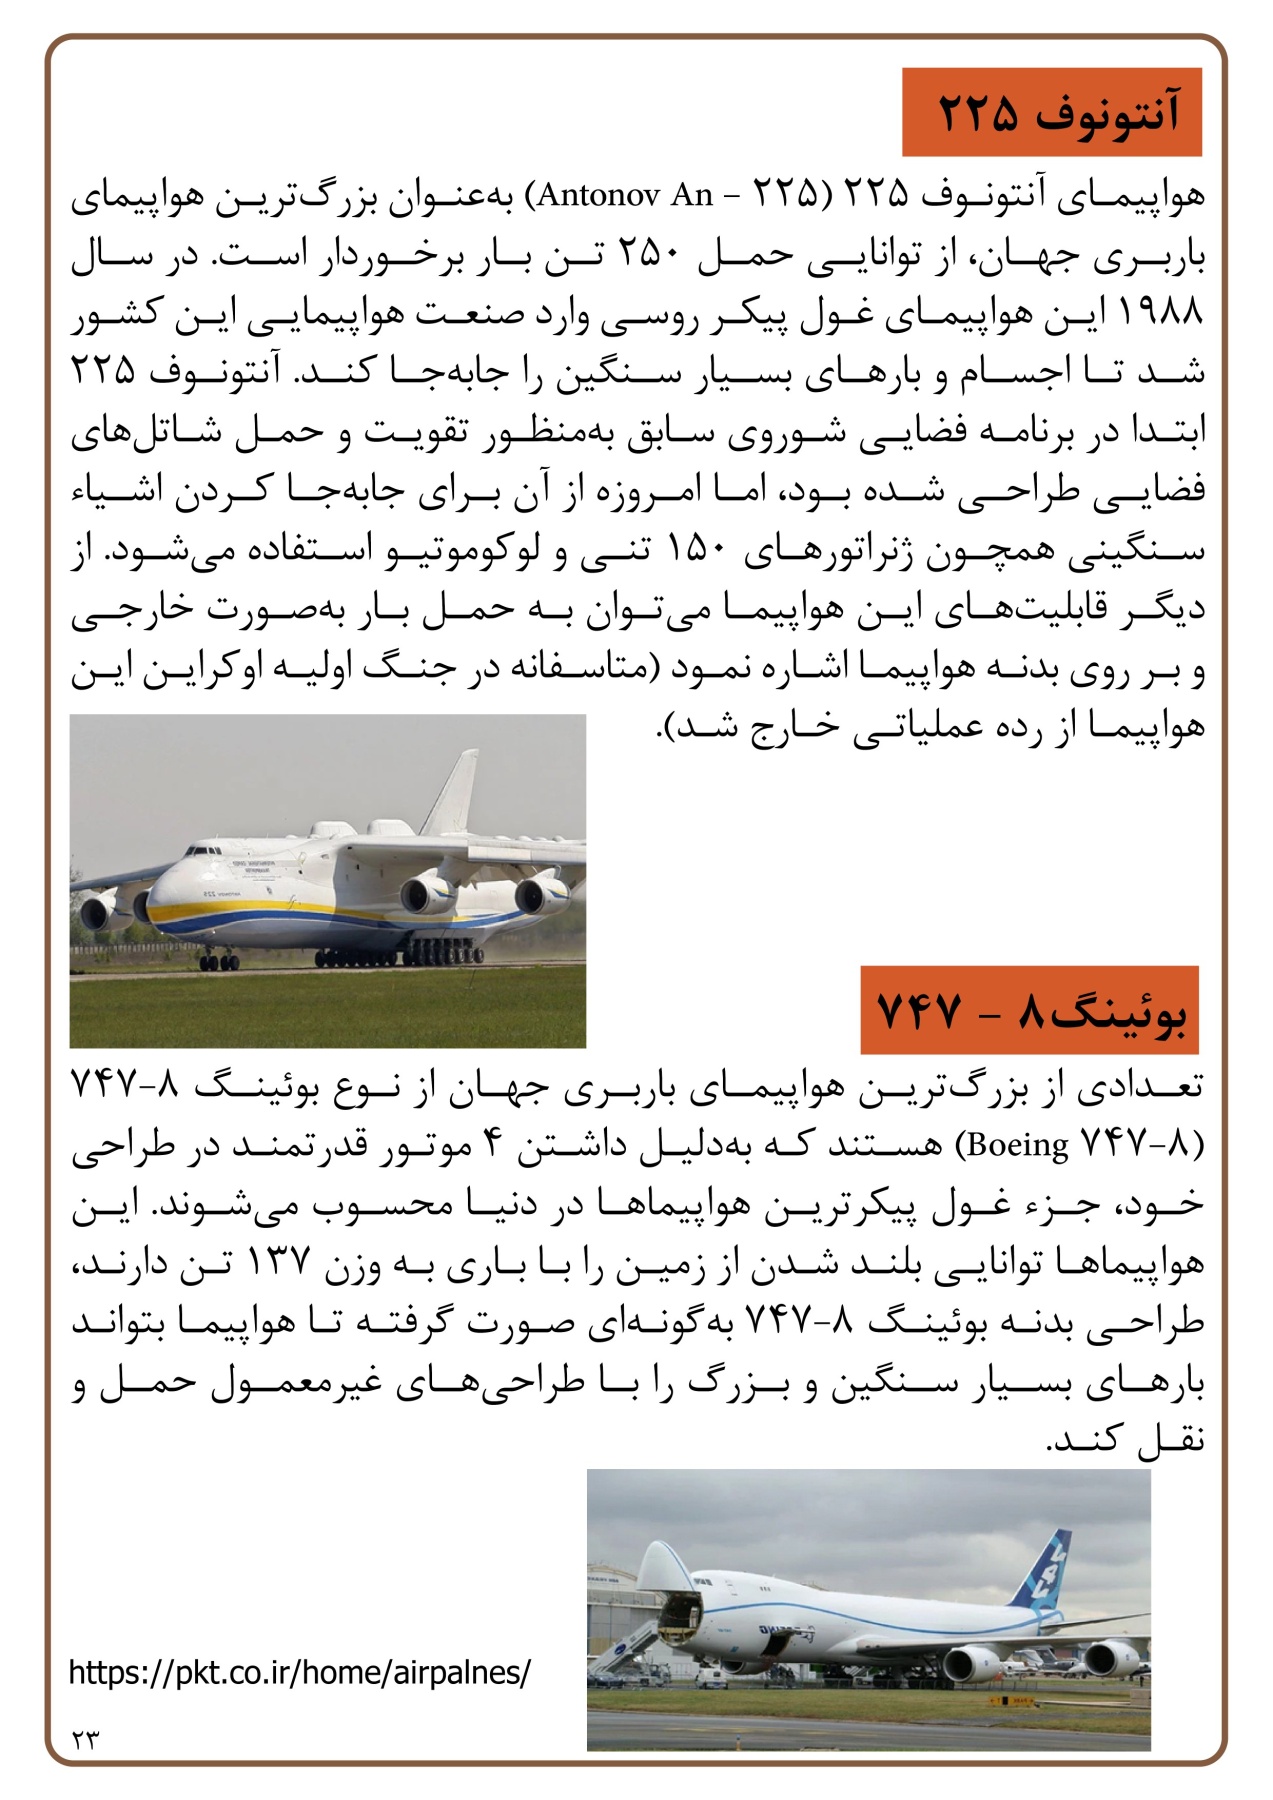 آنتونوف ۲۲۵
هواپیمای آنتونوف ۲۲۵ (Antonov An – ۲۲۵) به‌عنوان بزرگ‌ترین هواپیمای
باربری جهان، از توانایی حمل ۲۵۰ تن بار برخوردار است. در سال
۱۹۸۸ این هواپیمای غول پیکر روسی وارد صنعت هواپیمایی این کشور
شد تا اجسام و بارهای بسیار سنگین را جابه‌جا کند. آنتونوف ۲۲۵
ابتدا در برنامه فضایی شوروی سابق به‌منظور تقویت و حمل شاتل‌های
فضایی طراحی شده بود، اما امروزه از آن برای جابه‌جا کردن اشیاء
سنگینی همچون ژنراتورهای ۱۵۰ تنی و لوکوموتیو استفاده می‌شود. از
دیگر قابلیت‌های این هواپیما می‌توان به حمل بار به‌صورت خارجی
و بر روی بدنه هواپیما اشاره نمود (متاسفانه در جنگ اولیه اوکراین این
هواپیما از رده عملیاتی خارج شد).
بوئینگ۸ – ۷۴۷
تعدادی از بزرگ‌ترین هواپیمای باربری جهان از نوع بوئینگ ۸–۷۴۷
(Boeing ۷۴۷–۸) هستند که به‌دلیل داشتن ۴ موتور قدرتمند در طراحی
خود، جزء غول پیکرترین هواپیماها در دنیا محسوب می‌شوند. این
هواپیماها توانایی بلند شدن از زمین را با باری به وزن ۱۳۷ تن دارند،
طراحی بدنه بوئینگ ۸–۷۴۷ به‌گونه‌ای صورت گرفته تا هواپیما بتواند
بارهای بسیار سنگین و بزرگ را با طراحی‌های غیرمعمول حمل و
نقل کند.
https://pkt.co.ir/home/airpalnes/
۲۳